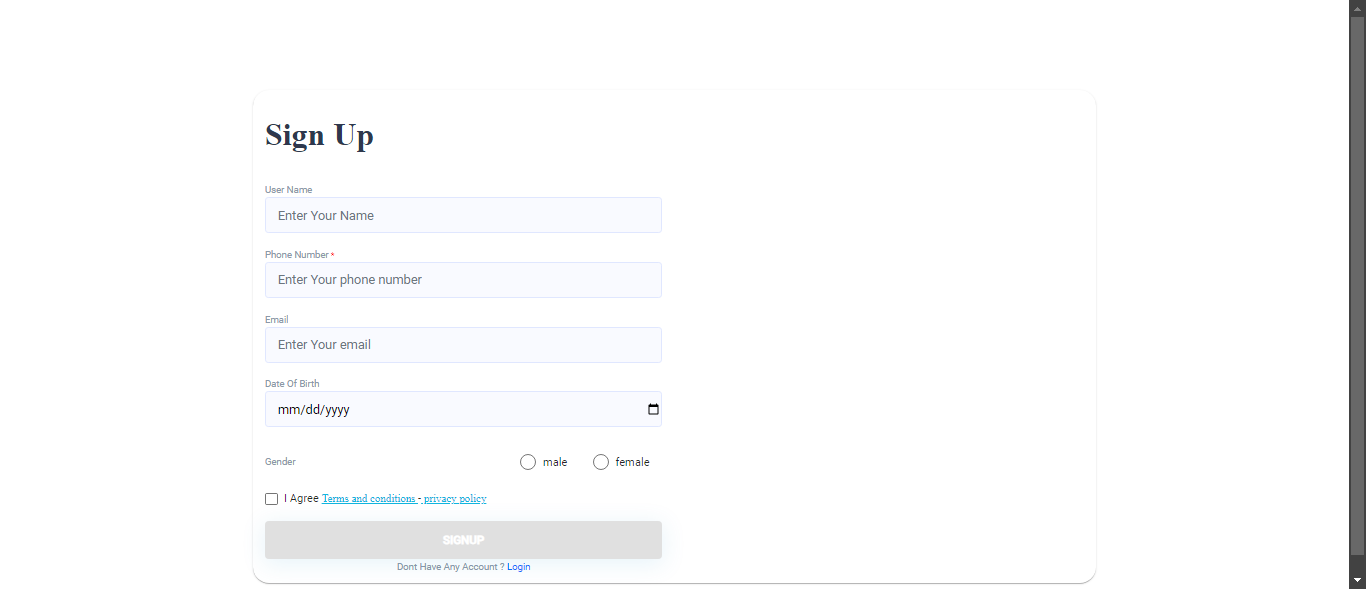 Sign Up
User Name
Enter Your Name
Phone Number *
Enter Your phone number
Email
Enter Your email
Date Of Birth
mm/dd/yyyy
Gender male female
I Agree Terms and conditions - privacy policy
SIGNUP
Dont Have Any Account ? Login